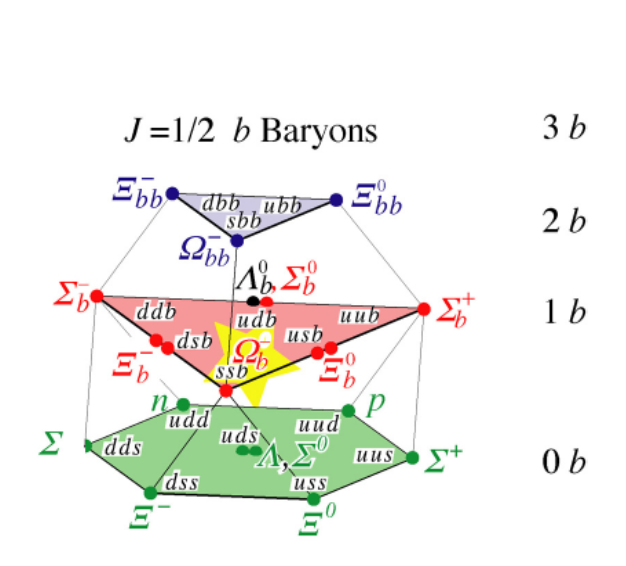 J =1/2 b Baryons
3 b
Ξ⁻bb
dbb
ubb
Ξ⁰bb
sbb
2 b
Ω⁻bb
Λ⁰b, Σ⁰b
Σ⁻b
ddb
udb
uub
Σ⁺b
1 b
dsb
usb
Ξ⁻b
Ω⁻b
Ξ⁰b
ssb
n
p
udd
uud
Σ
dds
uds
Λ, Σ⁰
uus
Σ⁺
0 b
dss
uss
Ξ⁻
Ξ⁰